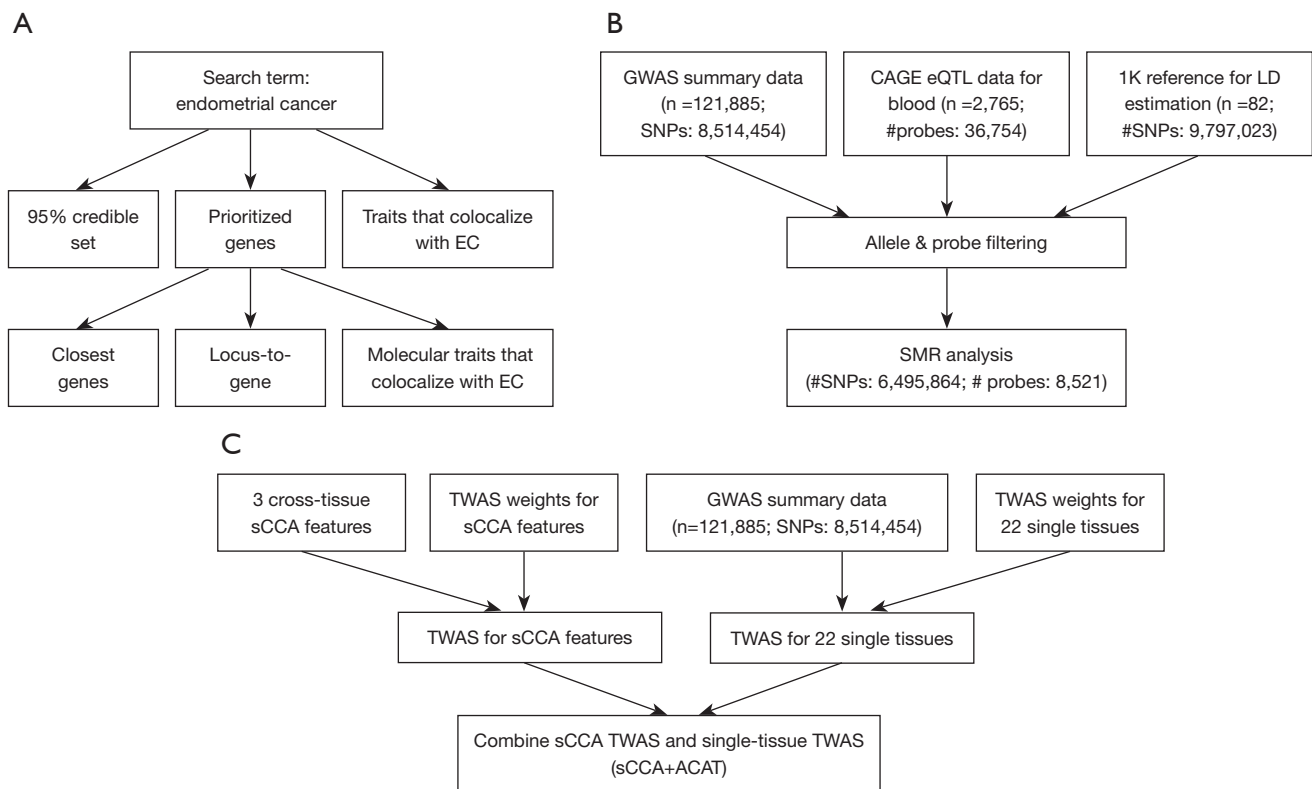 A
Search term:
endometrial cancer
95% credible
set
Prioritized
genes
Traits that colocalize
with EC
Closest
genes
Locus-to-
gene
Molecular traits that
colocalize with EC
B
GWAS summary data
(n =121,885;
SNPs: 8,514,454)
CAGE eQTL data for
blood (n =2,765;
#probes: 36,754)
1K reference for LD
estimation (n =82;
#SNPs: 9,797,023)
Allele & probe filtering
SMR analysis
(#SNPs: 6,495,864; # probes: 8,521)
C
3 cross-tissue
sCCA features
TWAS weights for
sCCA features
GWAS summary data
(n=121,885; SNPs: 8,514,454)
TWAS weights for
22 single tissues
TWAS for sCCA features
TWAS for 22 single tissues
Combine sCCA TWAS and single-tissue TWAS
(sCCA+ACAT)